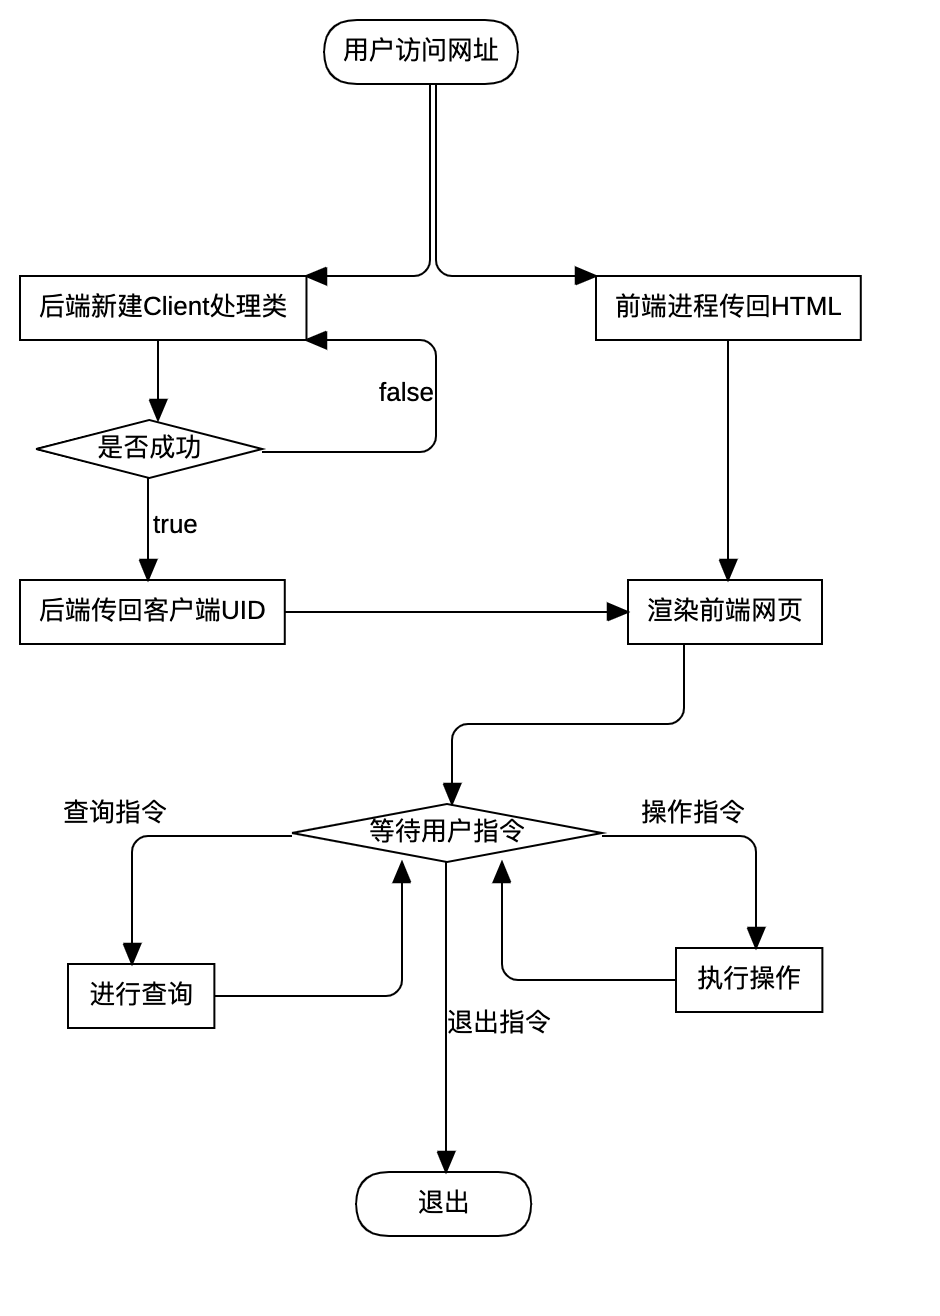 用户访问网址
后端新建Client处理类
前端进程传回HTML
false
是否成功
true
后端传回客户端UID
渲染前端网页
查询指令
操作指令
等待用户指令
进行查询
执行操作
退出指令
退出